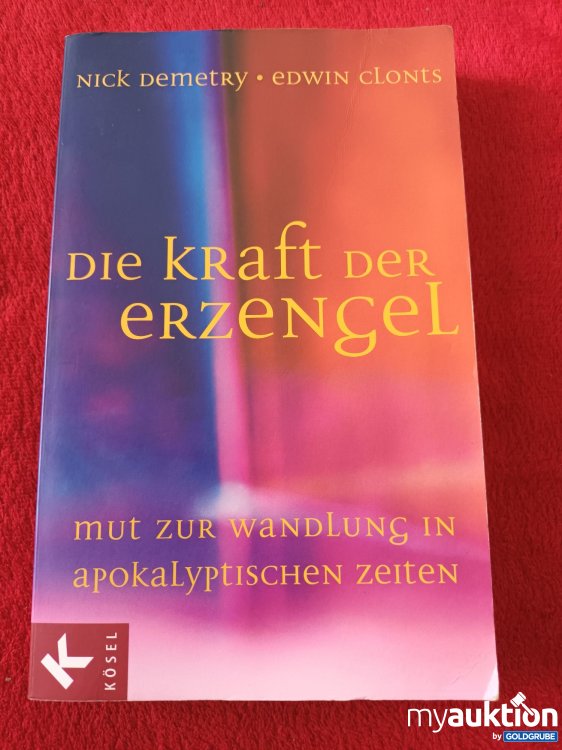 Nick Demetry • Edwin Clonts
Die Kraft der
Erzengel
Mut zur Wandlung in
apokalyptischen Zeiten
KÖSEL
myauktion
by GOLDGRUBE